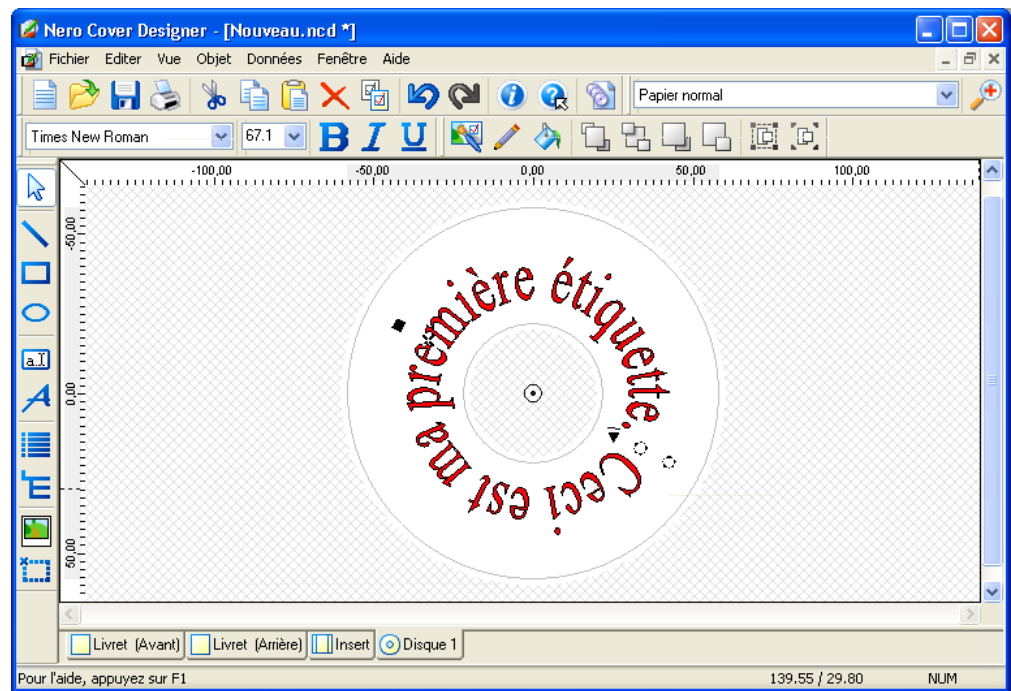 Nero Cover Designer - [Nouveau.ncd *]
Fichier Editer Vue Objet Données Fenêtre Aide
Papier normal
Times New Roman 67.1 B I U
-100,00 -50,00 0,00 50,00 100,00
-50,00
0,00
50,00
a.I
A
E
Ceci est ma première étiquette.
Livret (Avant) Livret (Arrière) Insert Disque 1
Pour l'aide, appuyez sur F1 139.55 / 29.80 NUM